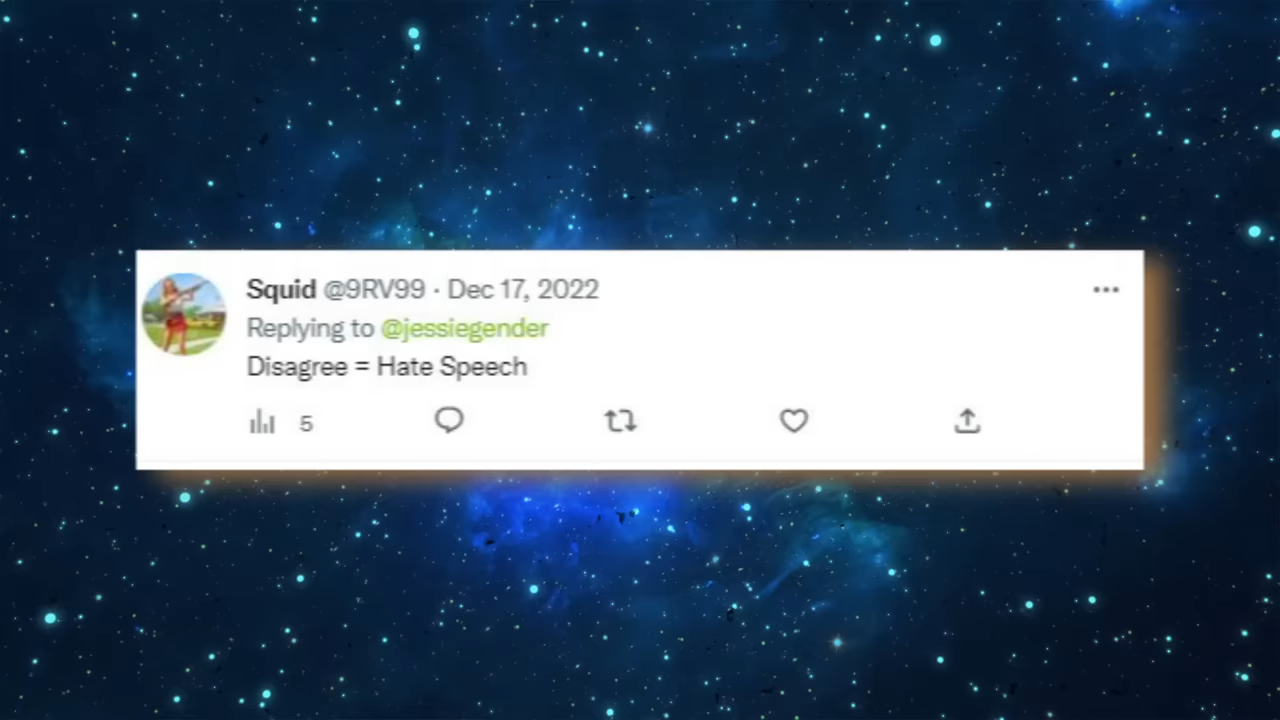 Squid @9RV99 · Dec 17, 2022
Replying to @jessiegender
Disagree = Hate Speech
5